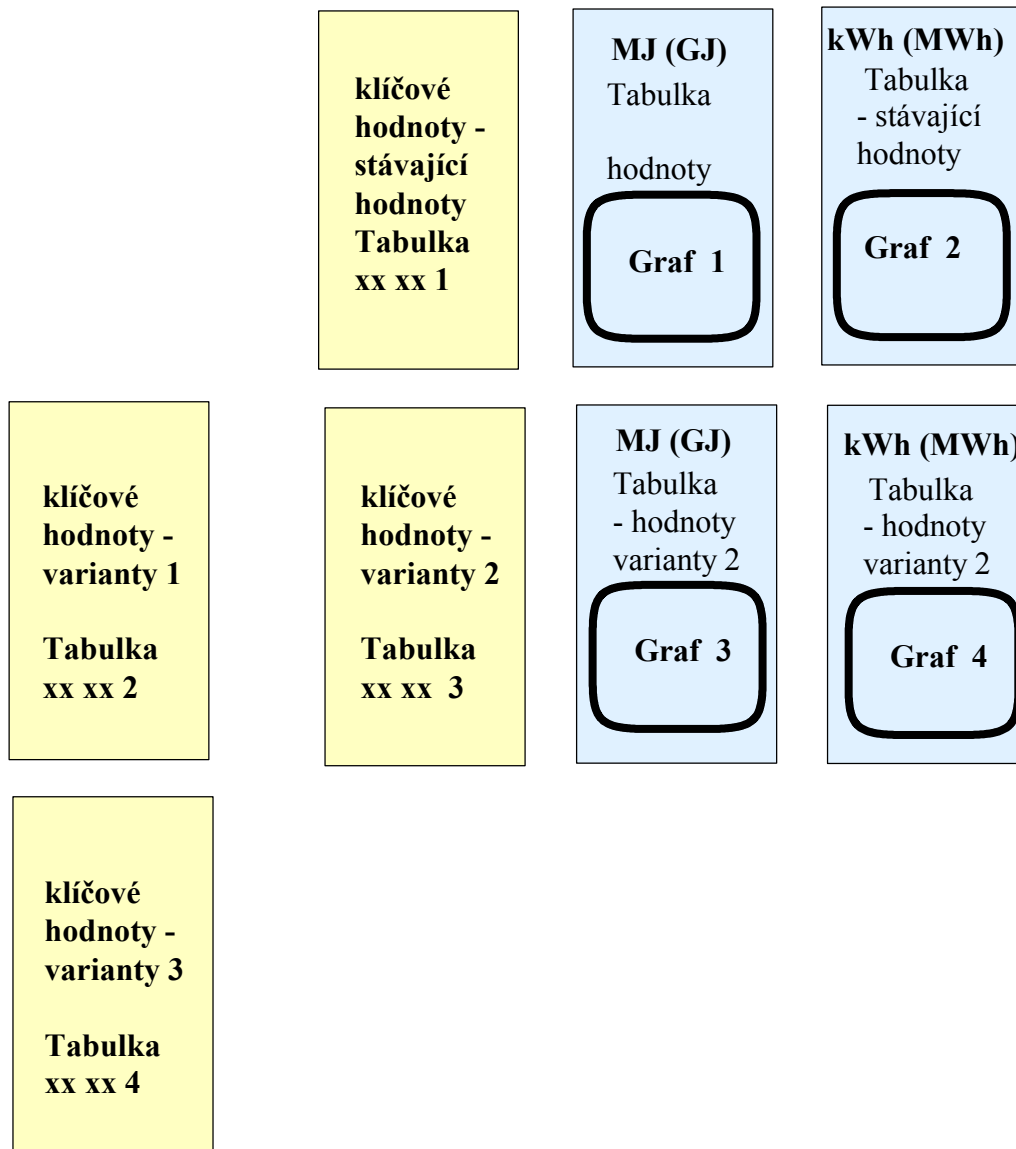 klíčové
hodnoty -
stávající
hodnoty
Tabulka
xx xx 1
MJ (GJ)
Tabulka
hodnoty
Graf 1
kWh (MWh)
Tabulka
- stávající
hodnoty
Graf 2
klíčové
hodnoty -
varianty 1
Tabulka
xx xx 2
klíčové
hodnoty -
varianty 2
Tabulka
xx xx 3
MJ (GJ)
Tabulka
- hodnoty
varianty 2
Graf 3
kWh (MWh)
Tabulka
- hodnoty
varianty 2
Graf 4
klíčové
hodnoty -
varianty 3
Tabulka
xx xx 4